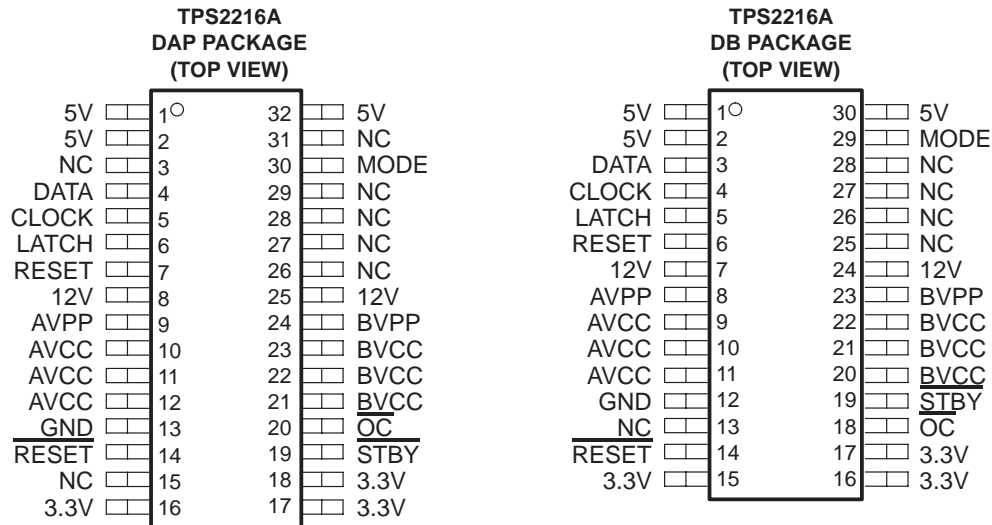 TPS2216A
DAP PACKAGE
(TOP VIEW)
5V 1 32 5V
5V 2 31 NC
NC 3 30 MODE
DATA 4 29 NC
CLOCK 5 28 NC
LATCH 6 27 NC
RESET 7 26 NC
12V 8 25 12V
AVPP 9 24 BVPP
AVCC 10 23 BVCC
AVCC 11 22 BVCC
AVCC 12 21 BVCC
GND 13 20 OC
RESET 14 19 STBY
NC 15 18 3.3V
3.3V 16 17 3.3V
TPS2216A
DB PACKAGE
(TOP VIEW)
5V 1 30 5V
5V 2 29 MODE
DATA 3 28 NC
CLOCK 4 27 NC
LATCH 5 26 NC
RESET 6 25 NC
12V 7 24 12V
AVPP 8 23 BVPP
AVCC 9 22 BVCC
AVCC 10 21 BVCC
AVCC 11 20 BVCC
GND 12 19 STBY
NC 13 18 OC
RESET 14 17 3.3V
3.3V 15 16 3.3V